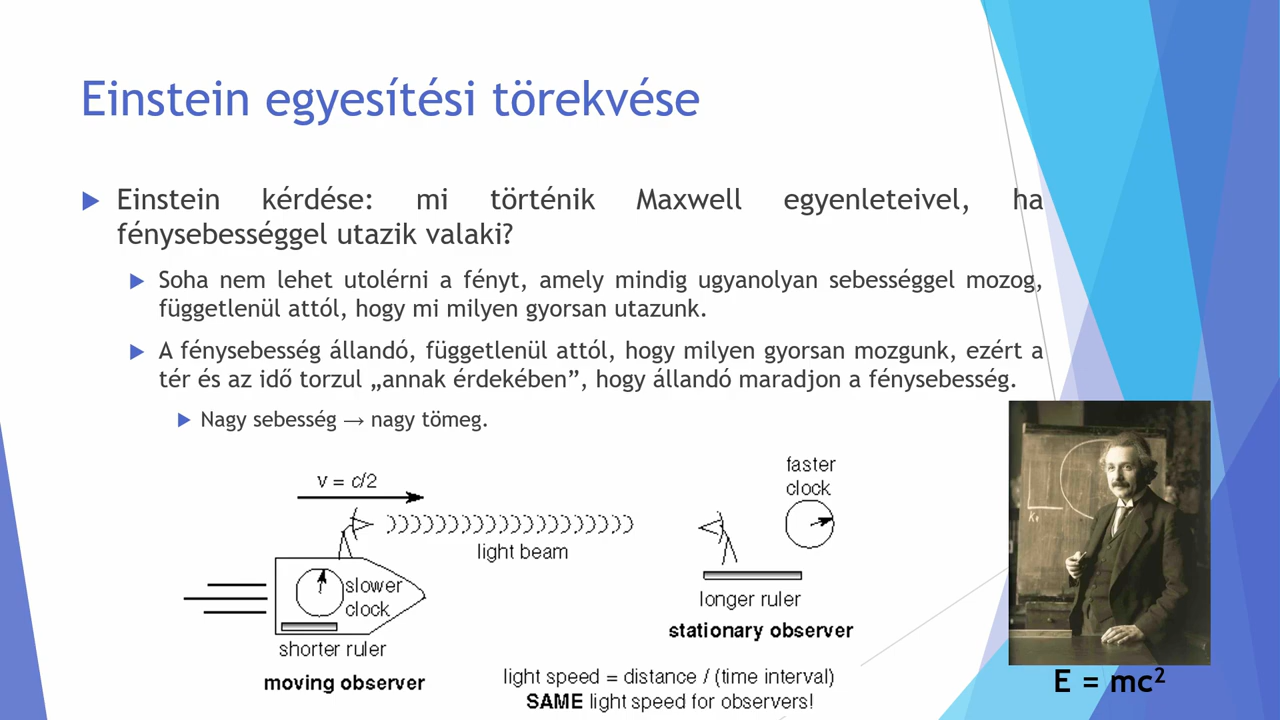 Einstein egyesítési törekvése
Einstein kérdése: mi történik Maxwell egyenleteivel, ha
fénysebességgel utazik valaki?
Soha nem lehet utolérni a fényt, amely mindig ugyanolyan sebességgel mozog,
függetlenül attól, hogy mi milyen gyorsan utazunk.
A fénysebesség állandó, függetlenül attól, hogy milyen gyorsan mozgunk, ezért a
tér és az idő torzul „annak érdekében”, hogy állandó maradjon a fénysebesség.
Nagy sebesség → nagy tömeg.
v = c/2
light beam
slower
clock
shorter ruler
moving observer
faster
clock
longer ruler
stationary observer
light speed = distance / (time interval)
SAME light speed for observers!
E = mc²